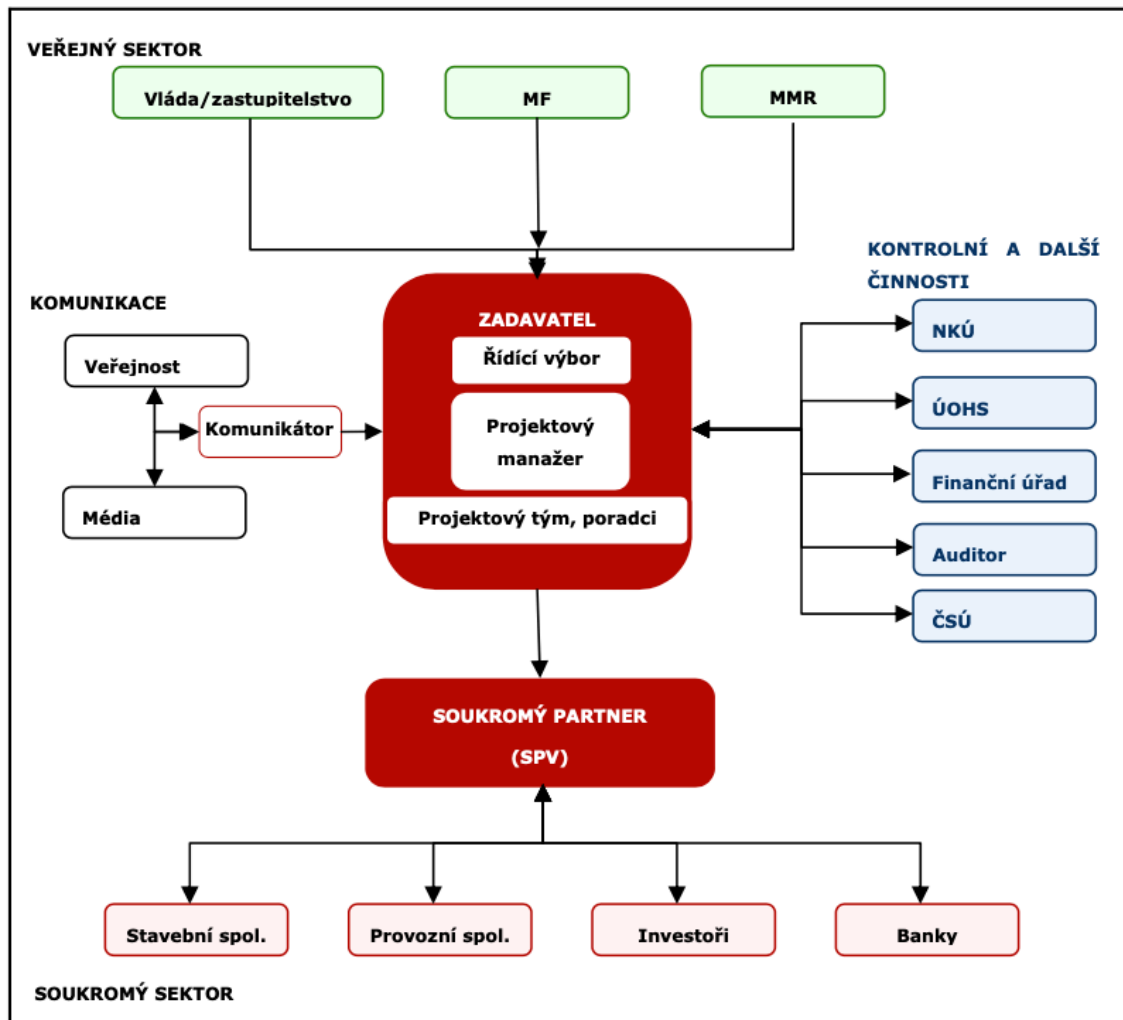 VEŘEJNÝ SEKTOR
Vláda/zastupitelstvo
MF
MMR
KONTROLNÍ A DALŠÍ
ČINNOSTI
KOMUNIKACE
Veřejnost
Komunikátor
Média
ZADAVATEL
Řídící výbor
Projektový
manažer
Projektový tým, poradci
NKÚ
ÚOHS
Finanční úřad
Auditor
ČSÚ
SOUKROMÝ PARTNER
(SPV)
Stavební spol.
Provozní spol.
Investoři
Banky
SOUKROMÝ SEKTOR